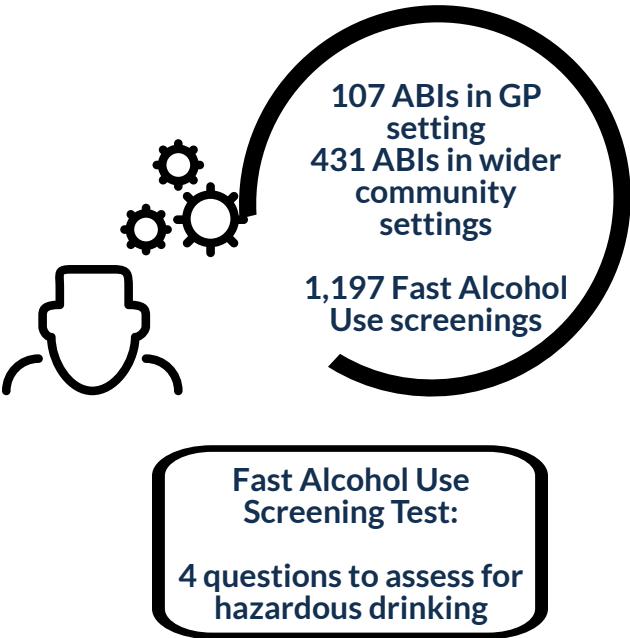 107 ABIs in GP
setting
431 ABIs in wider
community
settings
1,197 Fast Alcohol
Use screenings
Fast Alcohol Use
Screening Test:
4 questions to assess for
hazardous drinking